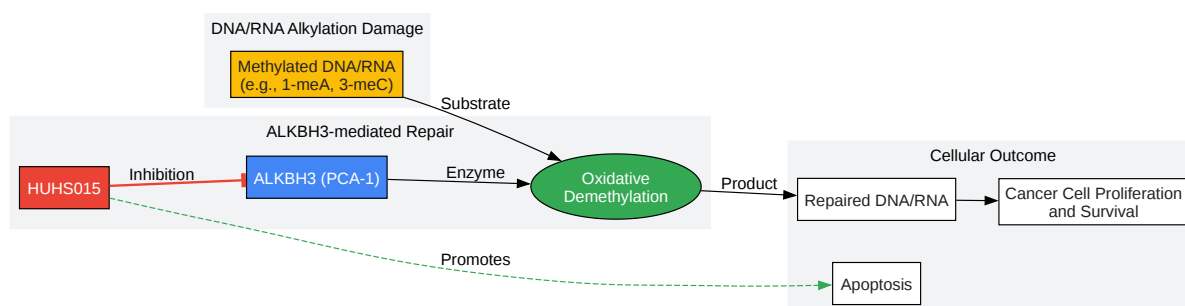 DNA/RNA Alkylation Damage
Methylated DNA/RNA
(e.g., 1-meA, 3-meC)
Substrate
ALKBH3-mediated Repair
HUHS015
Inhibition
ALKBH3 (PCA-1)
Enzyme
Oxidative
Demethylation
Product
Cellular Outcome
Repaired DNA/RNA
Cancer Cell Proliferation
and Survival
Promotes
Apoptosis